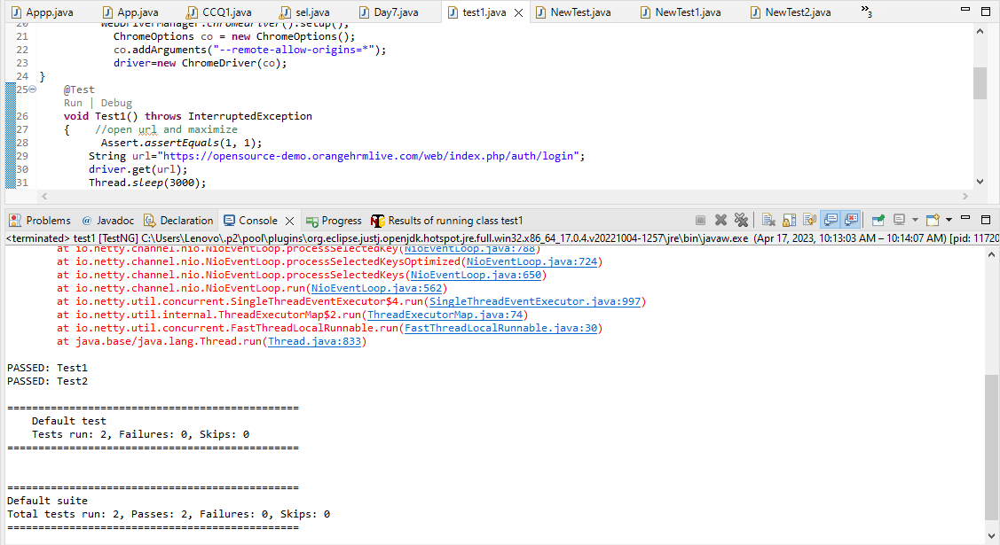 Appp.java App.java CCQ1.java sel.java Day7.java test1.java NewTest.java NewTest1.java NewTest2.java »3
20 WebDriverManager.chromedriver().setup();
21 ChromeOptions co = new ChromeOptions();
22 co.addArguments("--remote-allow-origins=*");
23 driver=new ChromeDriver(co);
24 }
25 @Test
Run | Debug
26 void Test1() throws InterruptedException
27 { //open url and maximize
28 Assert.assertEquals(1, 1);
29 String url="https://opensource-demo.orangehrmlive.com/web/index.php/auth/login";
30 driver.get(url);
31 Thread.sleep(3000);
Problems @ Javadoc Declaration Console Progress Results of running class test1
<terminated> test1 [TestNG] C:\Users\Lenovo\.p2\pool\plugins\org.eclipse.justj.openjdk.hotspot.jre.full.win32.x86_64_17.0.4.v20221004-1257\jre\bin\javaw.exe (Apr 17, 2023, 10:13:03 AM – 10:14:07 AM) [pid: 11720
at io.netty.channel.nio.NioEventLoop.processSelectedKey(NioEventLoop.java:788)
at io.netty.channel.nio.NioEventLoop.processSelectedKeysOptimized(NioEventLoop.java:724)
at io.netty.channel.nio.NioEventLoop.processSelectedKeys(NioEventLoop.java:650)
at io.netty.channel.nio.NioEventLoop.run(NioEventLoop.java:562)
at io.netty.util.concurrent.SingleThreadEventExecutor$4.run(SingleThreadEventExecutor.java:997)
at io.netty.util.internal.ThreadExecutorMap$2.run(ThreadExecutorMap.java:74)
at io.netty.util.concurrent.FastThreadLocalRunnable.run(FastThreadLocalRunnable.java:30)
at java.base/java.lang.Thread.run(Thread.java:833)
PASSED: Test1
PASSED: Test2
===============================================
Default test
Tests run: 2, Failures: 0, Skips: 0
===============================================
===============================================
Default suite
Total tests run: 2, Passes: 2, Failures: 0, Skips: 0
===============================================